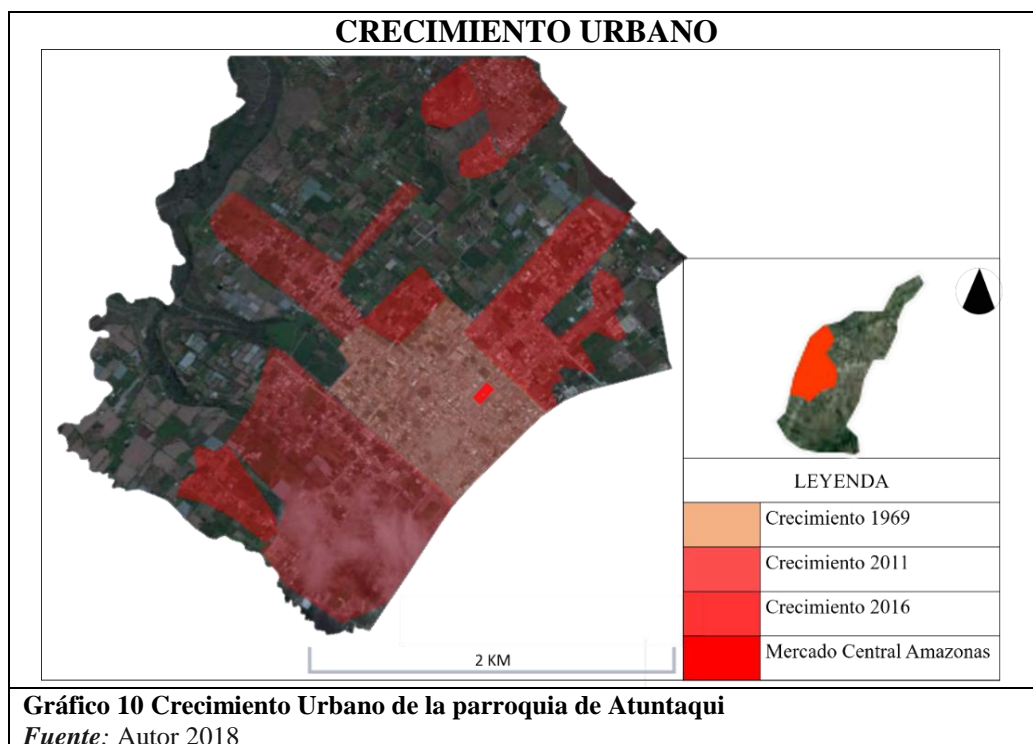 CRECIMIENTO URBANO
LEYENDA
Crecimiento 1969
Crecimiento 2011
Crecimiento 2016
Mercado Central Amazonas
2 KM
Gráfico 10 Crecimiento Urbano de la parroquia de Atuntaqui
Fuente: Autor 2018